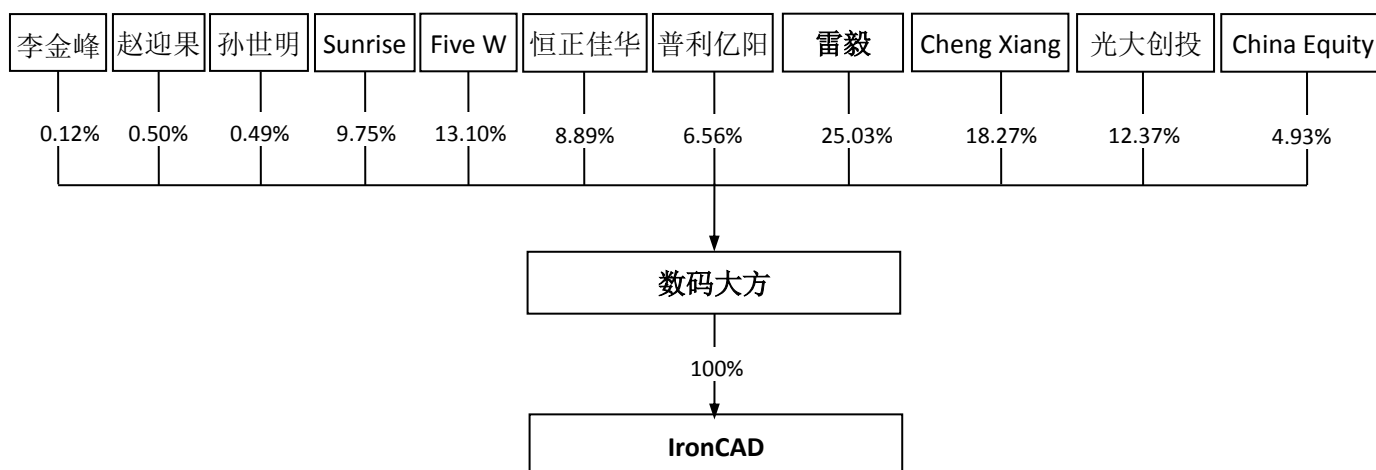 李金峰 赵迎果 孙世明 Sunrise Five W 恒正佳华 普利亿阳 雷毅 Cheng Xiang 光大创投 China Equity
0.12% 0.50% 0.49% 9.75% 13.10% 8.89% 6.56% 25.03% 18.27% 12.37% 4.93%
数码大方
100%
IronCAD